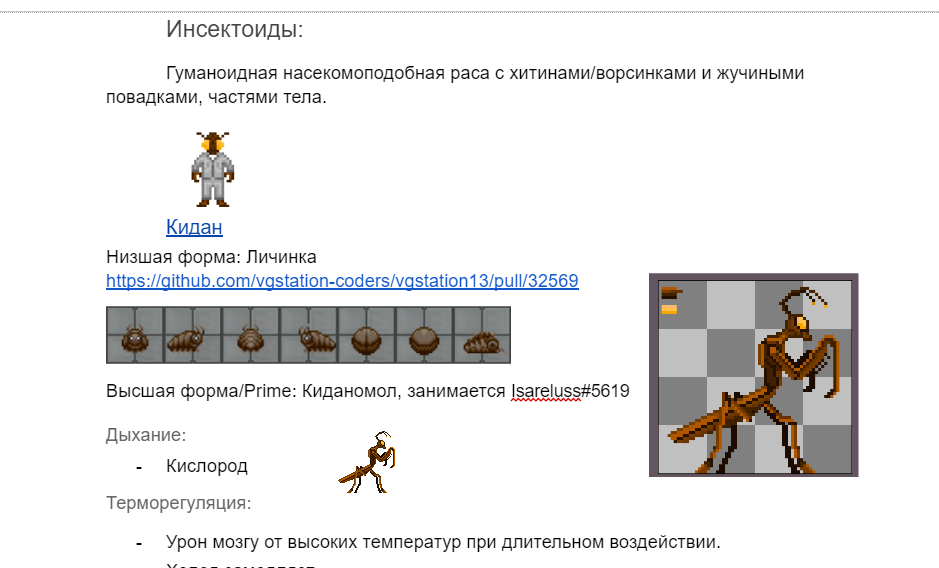 Инсектоиды:
Гуманоидная насекомоподобная раса с хитинами/ворсинками и жучиными
повадками, частями тела.
Кидан
Низшая форма: Личинка
https://github.com/vgstation-coders/vgstation13/pull/32569
Высшая форма/Prime: Киданомол, занимается Isareluss#5619
Дыхание:
- Кислород
Терморегуляция:
- Урон мозгу от высоких температур при длительном воздействии.